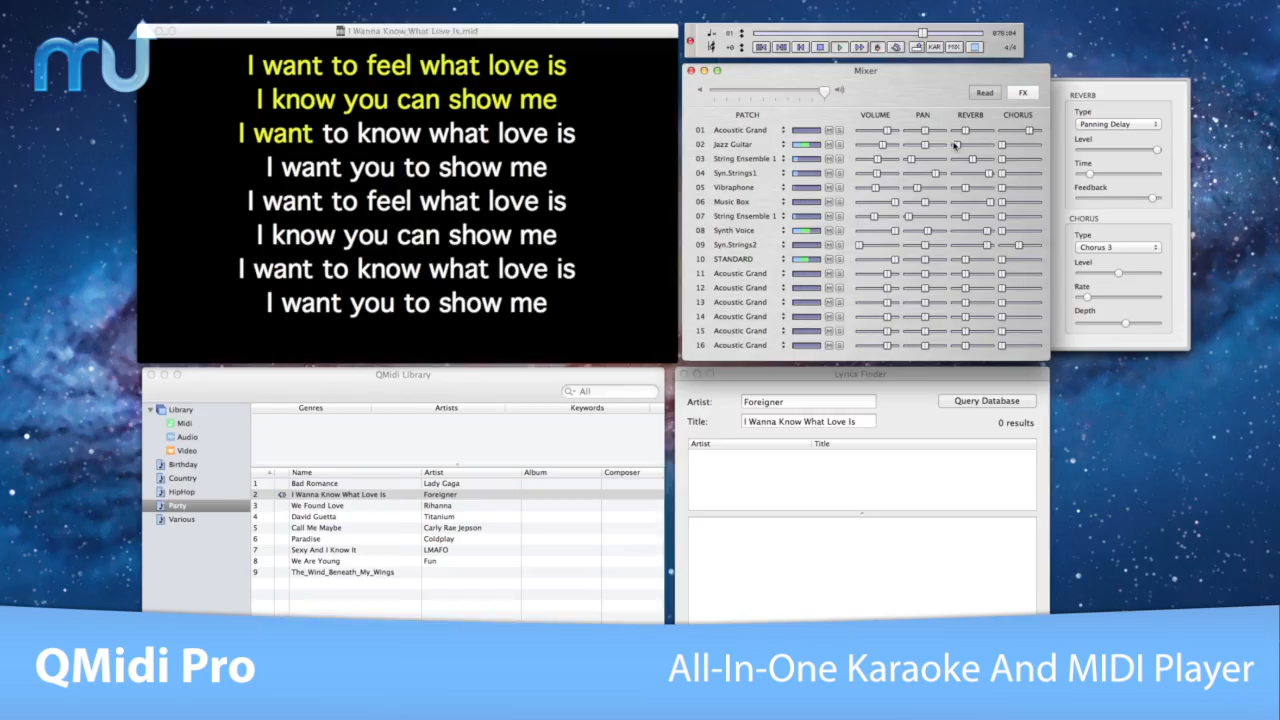 I Wanna Know What Love Is.mid
I want to feel what love is
I know you can show me
I want to know what love is
I want you to show me
I want to feel what love is
I know you can show me
I want to know what love is
I want you to show me
01
+0
078:04
KAR MIX
4/4
Mixer
Read FX
PATCH VOLUME PAN REVERB CHORUS
01 Acoustic Grand M S
02 Jazz Guitar M S
03 String Ensemble 1 M S
04 Syn.Strings1 M S
05 Vibraphone M S
06 Music Box M S
07 String Ensemble 1 M S
08 Synth Voice M S
09 Syn.Strings2 M S
10 STANDARD M S
11 Acoustic Grand M S
12 Acoustic Grand M S
13 Acoustic Grand M S
14 Acoustic Grand M S
15 Acoustic Grand M S
16 Acoustic Grand M S
REVERB
Type
Panning Delay
Level
Time
Feedback
CHORUS
Type
Chorus 3
Level
Rate
Depth
QMidi Library
All
Library
Midi
Audio
Video
Birthday
Country
HipHop
Party
Various
Genres Artists Keywords
Name Artist Album Composer
1 Bad Romance Lady Gaga
2 I Wanna Know What Love Is Foreigner
3 We Found Love Rihanna
4 David Guetta Titanium
5 Call Me Maybe Carly Rae Jepson
6 Paradise Coldplay
7 Sexy And I Know It LMAFO
8 We Are Young Fun
9 The_Wind_Beneath_My_Wings
Lyrics Finder
Artist: Foreigner Query Database
Title: I Wanna Know What Love Is 0 results
Artist Title
QMidi Pro
All-In-One Karaoke And MIDI Player